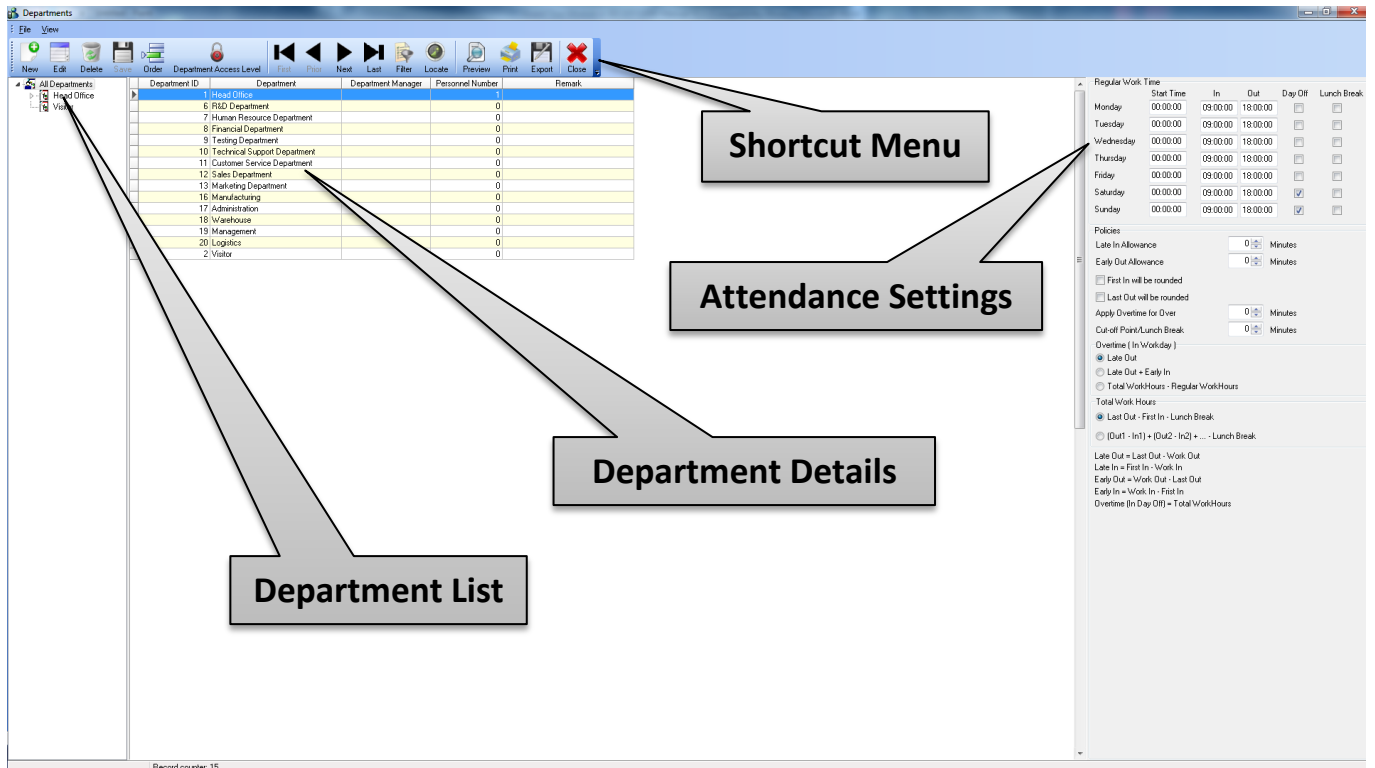 Departments
File View
New Edit Delete Save Order Department Access Level First Prior Next Last Filter Locate Preview Print Export Close
All Departments
Head Office
Visitor
Department ID Department Department Manager Personnel Number Remark
1 Head Office 1
6 R&D Department 0
7 Human Resource Department 0
8 Financial Department 0
9 Testing Department 0
10 Technical Support Department 0
11 Customer Service Department 0
12 Sales Department 0
13 Marketing Department 0
16 Manufacturing 0
17 Administration 0
18 Warehouse 0
19 Management 0
20 Logistics 0
2 Visitor 0
Shortcut Menu
Attendance Settings
Department Details
Department List
Regular Work Time
Start Time In Out Day Off Lunch Break
Monday 00:00:00 09:00:00 18:00:00
Tuesday 00:00:00 09:00:00 18:00:00
Wednesday 00:00:00 09:00:00 18:00:00
Thursday 00:00:00 09:00:00 18:00:00
Friday 00:00:00 09:00:00 18:00:00
Saturday 00:00:00 09:00:00 18:00:00
Sunday 00:00:00 09:00:00 18:00:00
Policies
Late In Allowance 0 Minutes
Early Out Allowance 0 Minutes
First In will be rounded
Last Out will be rounded
Apply Overtime for Over 0 Minutes
Cut-off Point/Lunch Break 0 Minutes
Overtime ( In Workday )
Late Out
Late Out + Early In
Total WorkHours - Regular WorkHours
Total Work Hours
Last Out - First In - Lunch Break
(Out1 - In1) + (Out2 - In2) + ... - Lunch Break
Late Out = Last Out - Work Out
Late In = First In - Work In
Early Out = Work Out - Last Out
Early In = Work In - Frist In
Overtime (In Day Off) = Total WorkHours
Record counter: 15